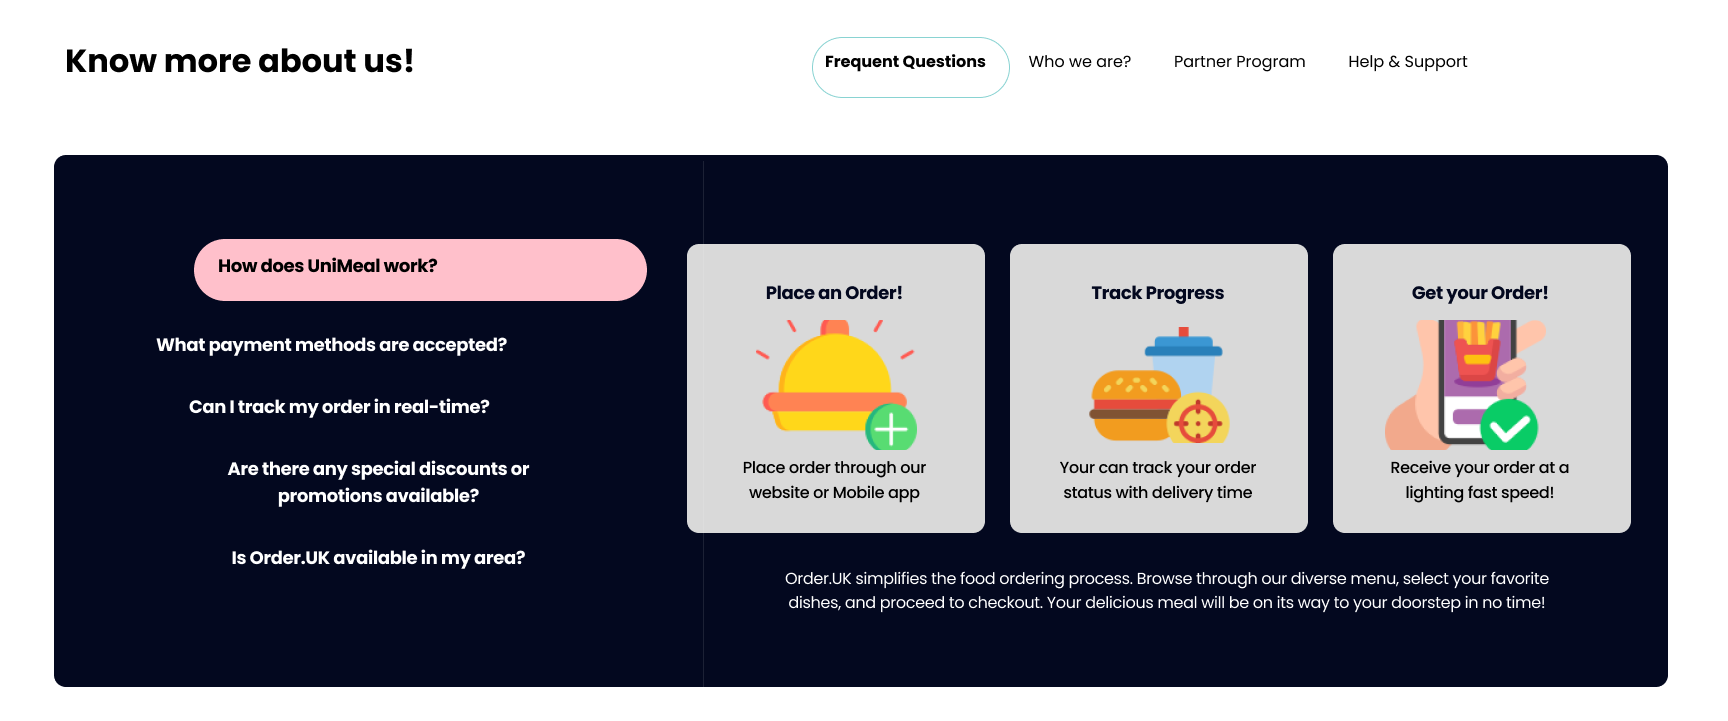 Know more about us!
Frequent Questions
Who we are?
Partner Program
Help & Support
How does UniMeal work?
What payment methods are accepted?
Can I track my order in real-time?
Are there any special discounts or
promotions available?
Is Order.UK available in my area?
Place an Order!
Place order through our
website or Mobile app
Track Progress
Your can track your order
status with delivery time
Get your Order!
Receive your order at a
lighting fast speed!
Order.UK simplifies the food ordering process. Browse through our diverse menu, select your favorite
dishes, and proceed to checkout. Your delicious meal will be on its way to your doorstep in no time!